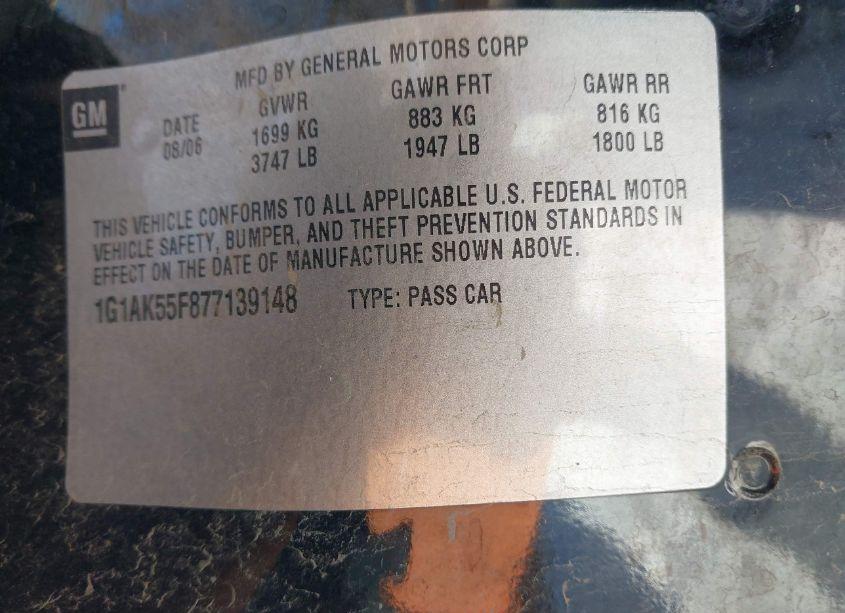 MFD BY GENERAL MOTORS CORP
GM
DATE GVWR GAWR FRT GAWR RR
08/06 1699 KG 883 KG 816 KG
3747 LB 1947 LB 1800 LB
THIS VEHICLE CONFORMS TO ALL APPLICABLE U.S. FEDERAL MOTOR
VEHICLE SAFETY, BUMPER, AND THEFT PREVENTION STANDARDS IN
EFFECT ON THE DATE OF MANUFACTURE SHOWN ABOVE.
1G1AK55F877139148 TYPE: PASS CAR